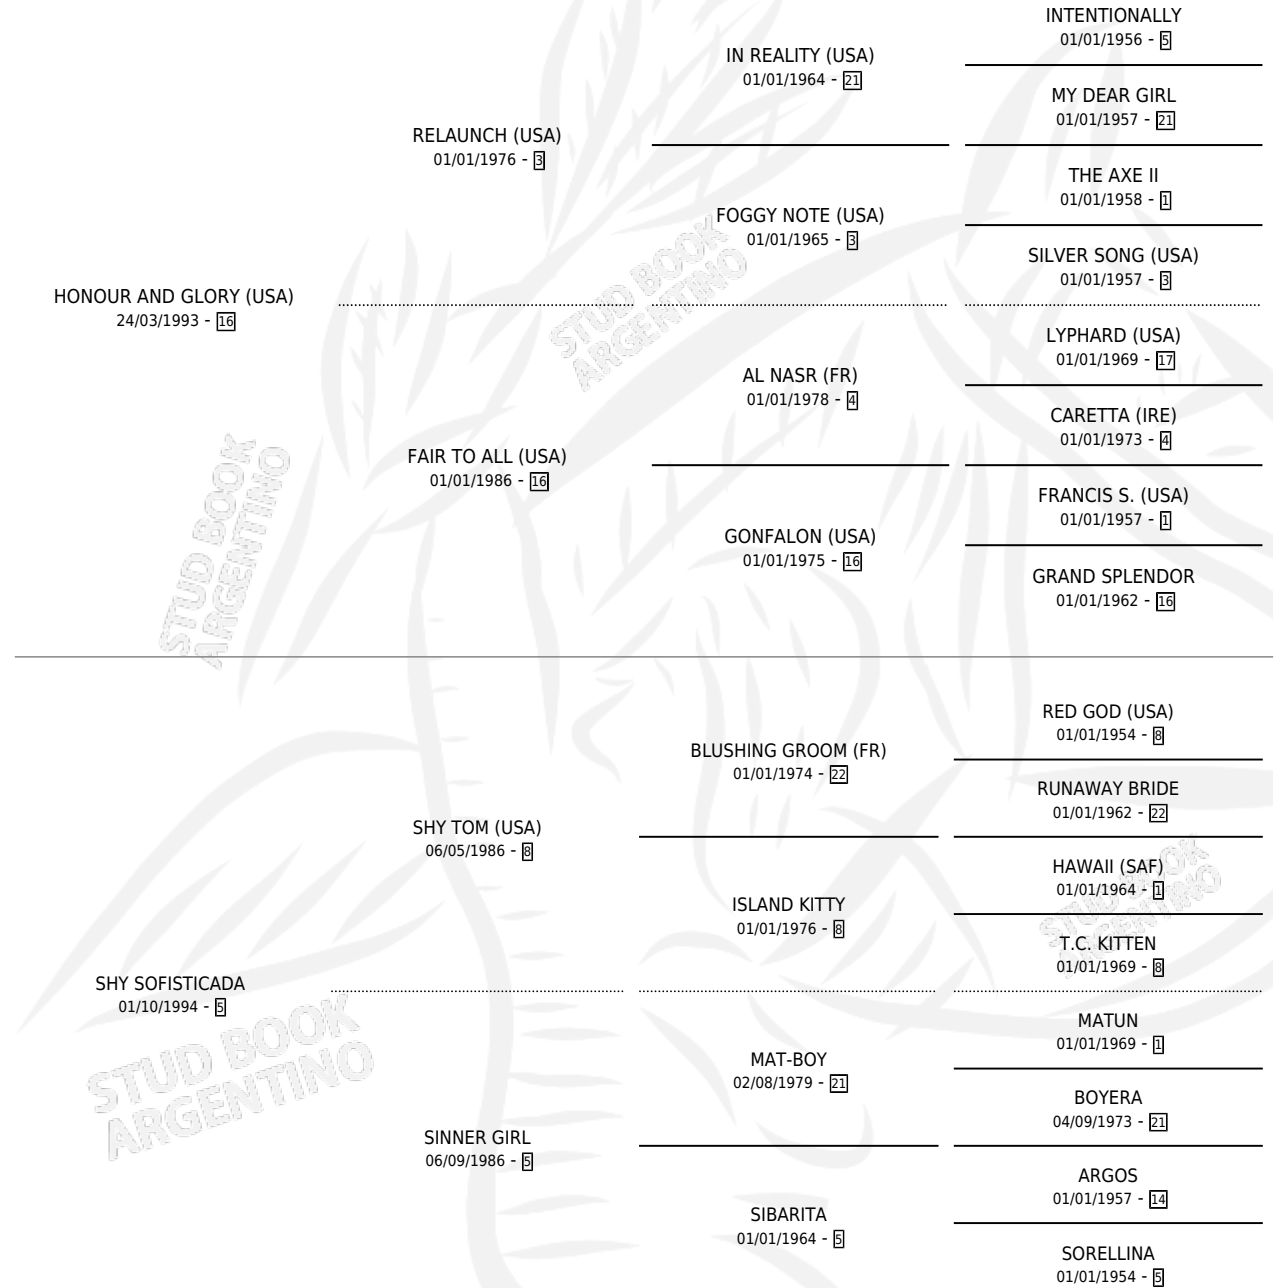 INTENTIONALLY
01/01/1956 - 5
IN REALITY (USA)
01/01/1964 - 21
MY DEAR GIRL
01/01/1957 - 21
RELAUNCH (USA)
01/01/1976 - 3
THE AXE II
01/01/1958 - 1
FOGGY NOTE (USA)
01/01/1965 - 3
SILVER SONG (USA)
01/01/1957 - 3
HONOUR AND GLORY (USA)
24/03/1993 - 16
LYPHARD (USA)
01/01/1969 - 17
AL NASR (FR)
01/01/1978 - 4
CARETTA (IRE)
01/01/1973 - 4
FAIR TO ALL (USA)
01/01/1986 - 16
FRANCIS S. (USA)
01/01/1957 - 1
GONFALON (USA)
01/01/1975 - 16
GRAND SPLENDOR
01/01/1962 - 16
STUD BOOK
ARGENTINO
STUD BOOK
ARGENTINO
RED GOD (USA)
01/01/1954 - 8
BLUSHING GROOM (FR)
01/01/1974 - 22
RUNAWAY BRIDE
01/01/1962 - 22
SHY TOM (USA)
06/05/1986 - 8
HAWAII (SAF)
01/01/1964 - 1
ISLAND KITTY
01/01/1976 - 8
T.C. KITTEN
01/01/1969 - 8
SHY SOFISTICADA
01/10/1994 - 5
MATUN
01/01/1969 - 1
MAT-BOY
02/08/1979 - 21
BOYERA
04/09/1973 - 21
SINNER GIRL
06/09/1986 - 5
ARGOS
01/01/1957 - 14
SIBARITA
01/01/1964 - 5
SORELLINA
01/01/1954 - 5
STUD BOOK
ARGENTINO
STUD BOOK
ARGENTINO